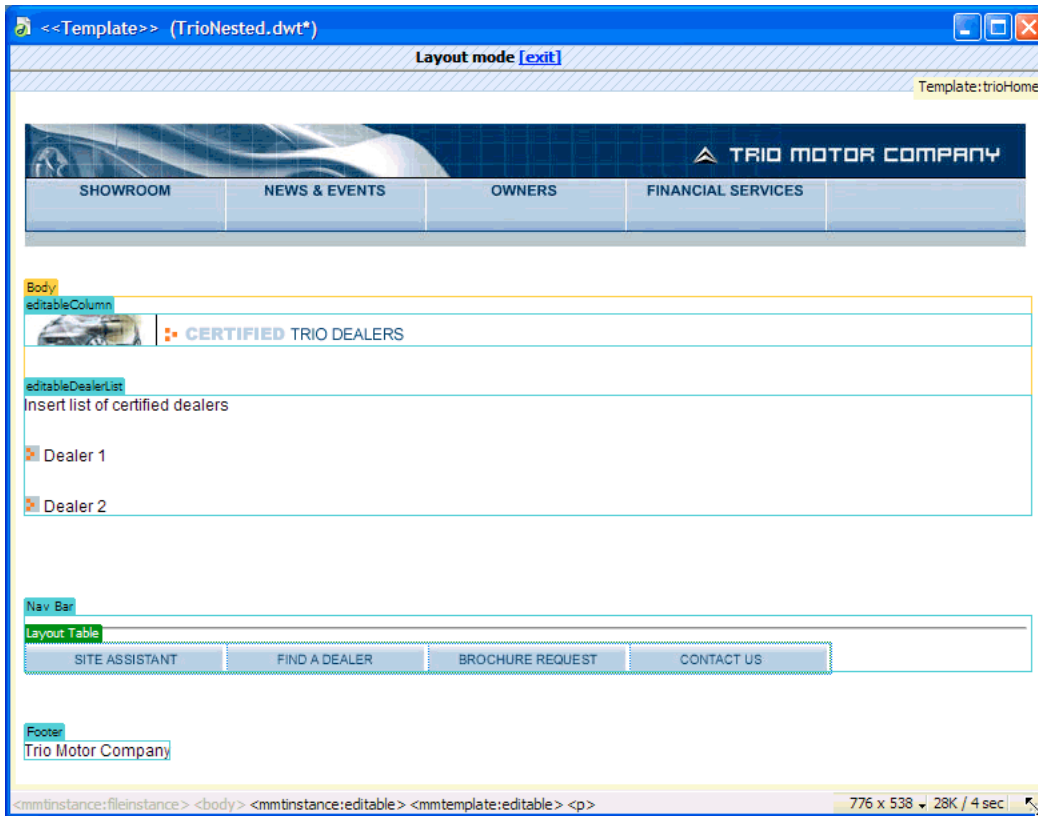 <<Template>> (TrioNested.dwt*)
Layout mode [exit]
Template:trioHome
TRIO MOTOR COMPANY
SHOWROOM NEWS & EVENTS OWNERS FINANCIAL SERVICES
Body
editableColumn
CERTIFIED TRIO DEALERS
editableDealerList
Insert list of certified dealers
Dealer 1
Dealer 2
Nav Bar
Layout Table
SITE ASSISTANT FIND A DEALER BROCHURE REQUEST CONTACT US
Footer
Trio Motor Company
<mmtinstance:fileinstance> <body> <mmtinstance:editable> <mmtemplate:editable> <p> 776 x 538 28K / 4 sec